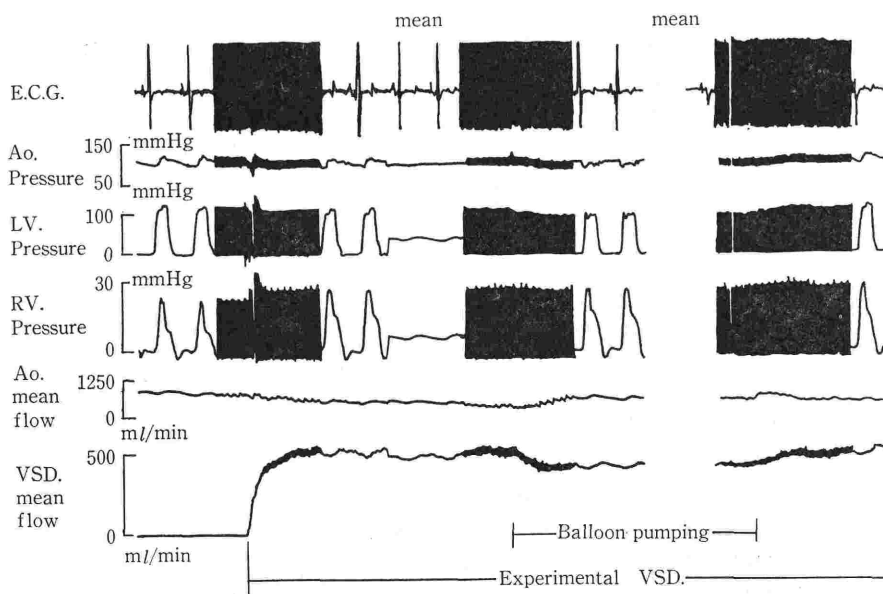 mean mean
E.C.G.
mmHg
Ao. 150
Pressure 50
mmHg
LV. 100
Pressure 0
mmHg
30
RV.
Pressure 0
Ao. 1250
mean
flow 0
ml/min
VSD. 500
mean
flow
0
ml/min
Balloon pumping
Experimental VSD.